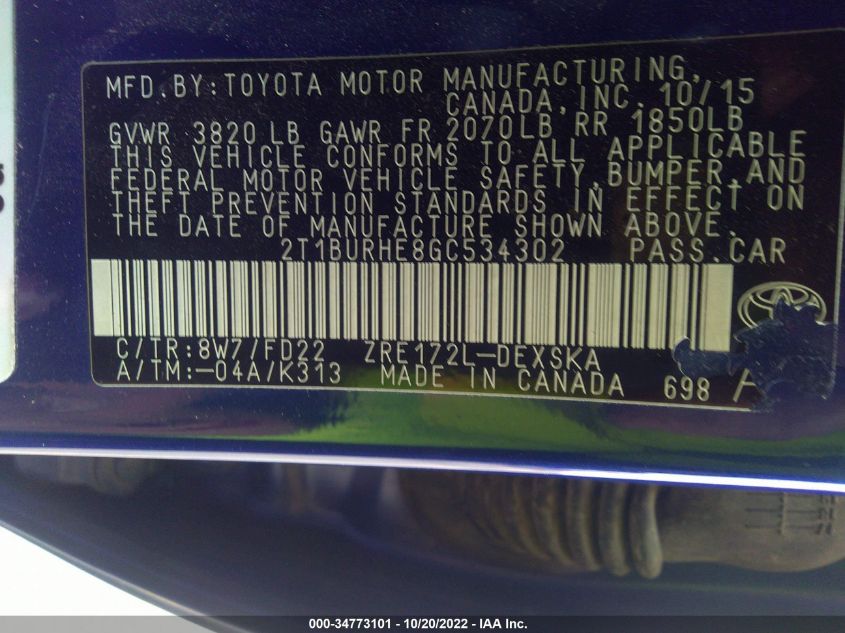 MFD. BY: TOYOTA MOTOR MANUFACTURING,
CANADA, INC. 10/15
GVWR 3820 LB GAWR FR 2070LB RR 1850LB
THIS VEHICLE CONFORMS TO ALL APPLICABLE
FEDERAL MOTOR VEHICLE SAFETY, BUMPER, AND
THEFT PREVENTION STANDARDS IN EFFECT ON
THE DATE OF MANUFACTURE SHOWN ABOVE.
2T1BURHE8GC534302 PASS. CAR
C/TR: 8W7/FD22 ZRE172L-DEXSKA
A/TM: -04A/K313 MADE IN CANADA 698 A
000-34773101 - 10/20/2022 - IAA Inc.